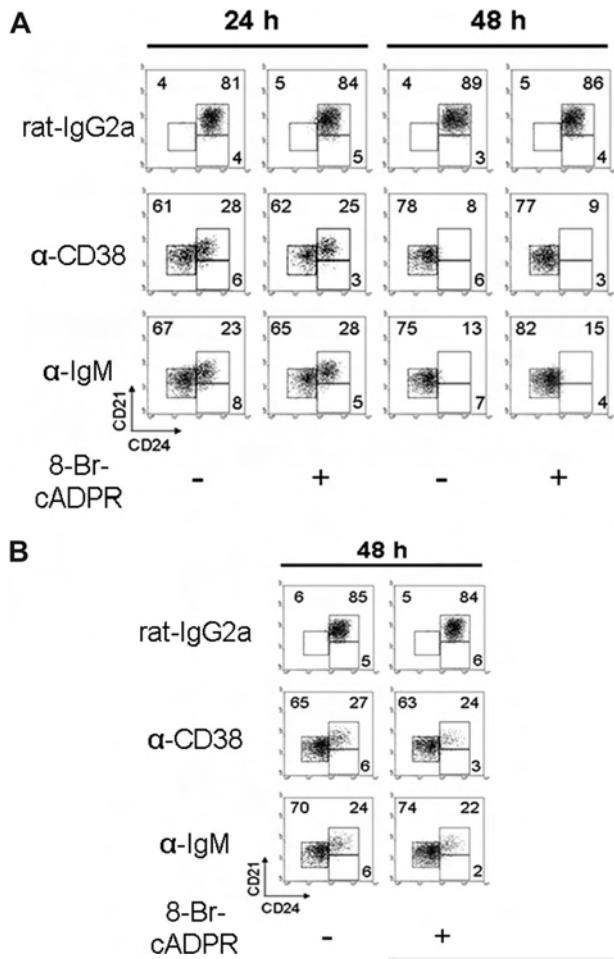 A
24 h 48 h
rat-IgG2a
4 81
4
5 84
5
4 89
3
5 86
4
α-CD38
61 28
6
62 25
3
78 8
6
77 9
3
α-IgM
67 23
8
65 28
5
75 13
7
82 15
4
CD21
CD24
8-Br-
cADPR
- + - +
B
48 h
rat-IgG2a
6 85
5
5 84
6
α-CD38
65 27
6
63 24
3
α-IgM
70 24
6
74 22
2
CD21
CD24
8-Br-
cADPR
- +